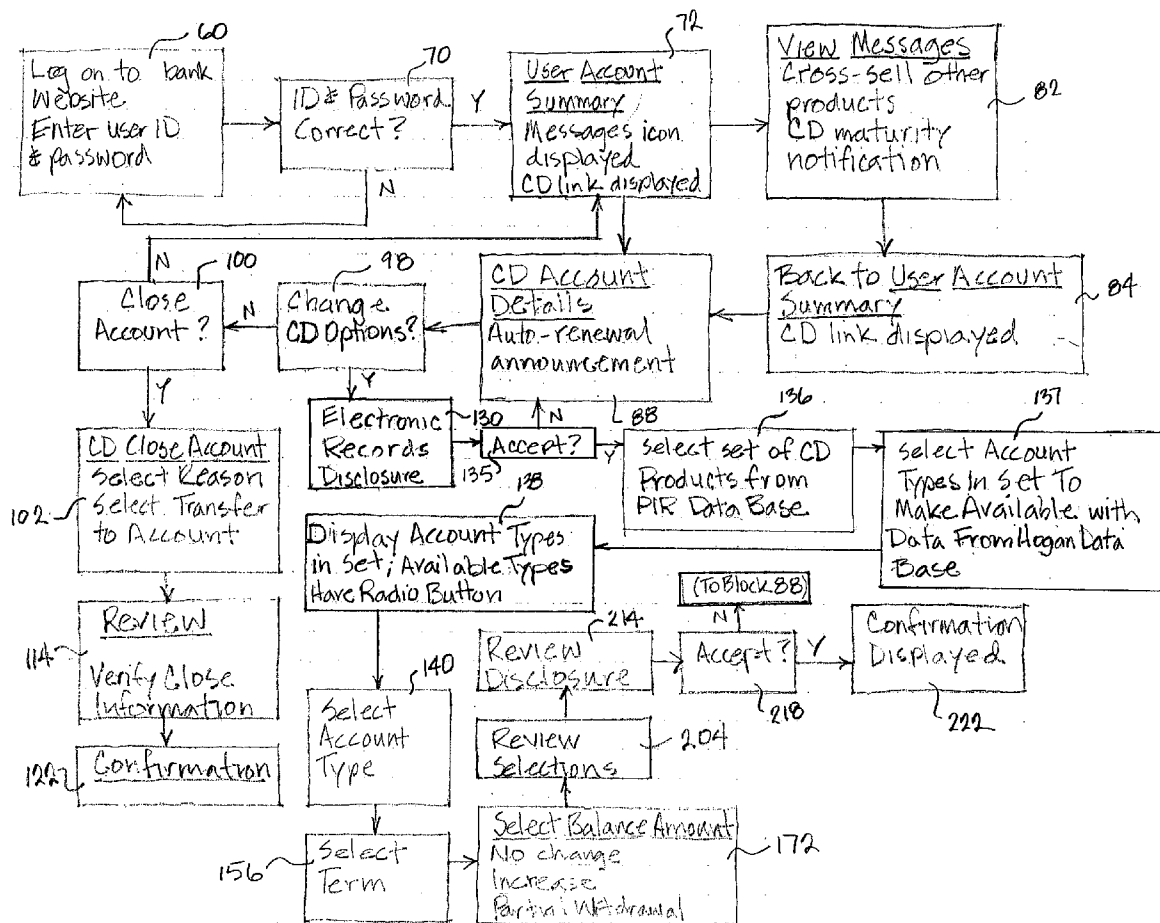 60
Log on to bank
Website
Enter user ID
& password
70
ID & Password
Correct?
Y
N
72
User Account
Summary
Messages icon
displayed
CD link displayed
View Messages
Cross-sell other
products
CD maturity
notification
82
N
100
Close
Account?
N
98
Change
CD Options?
CD Account
Details
Auto-renewal
announcement
88
Back to User Account
Summary
CD link displayed
84
Y
Y
Electronic
Records
Disclosure
130
N
Accept?
135
Y
136
Select set of CD
Products from
PIR Data Base
137
Select Account
Types In Set To
Make Available with
Data From Hogan Data
Base
CD Close Account
Select Reason
Select Transfer
to Account
102
138
Display Account Types
in Set; Available Types
Have Radio Button
Review
Verify Close
Information
114
Confirmation
122
140
Select
Account
Type
156
Select
Term
Select Balance Amount
No change
Increase
Partial Withdrawal
172
Review
Selections
204
214
Review
Disclosure
(To Block 88)
N
Accept?
218
Y
Confirmation
Displayed
222